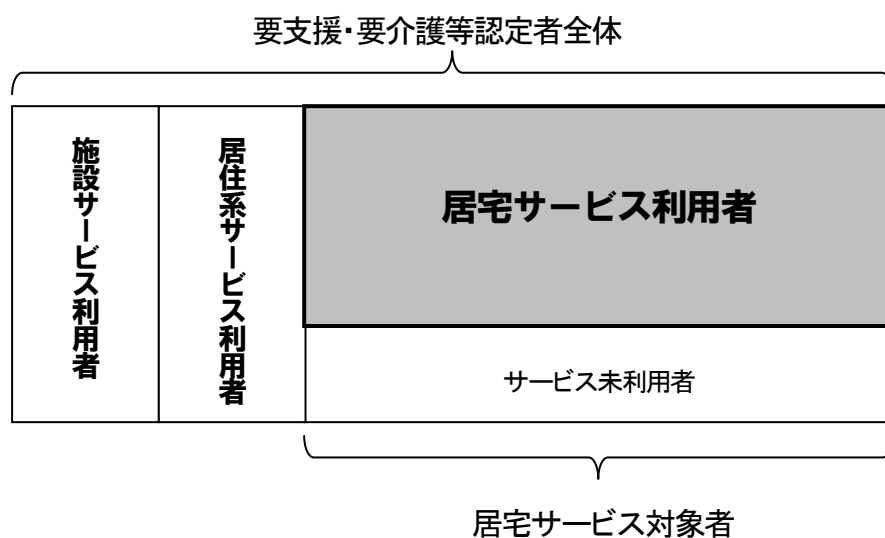 要支援・要介護等認定者全体
施設サービス利用者
居住系サービス利用者
居宅サービス利用者
サービス未利用者
居宅サービス対象者